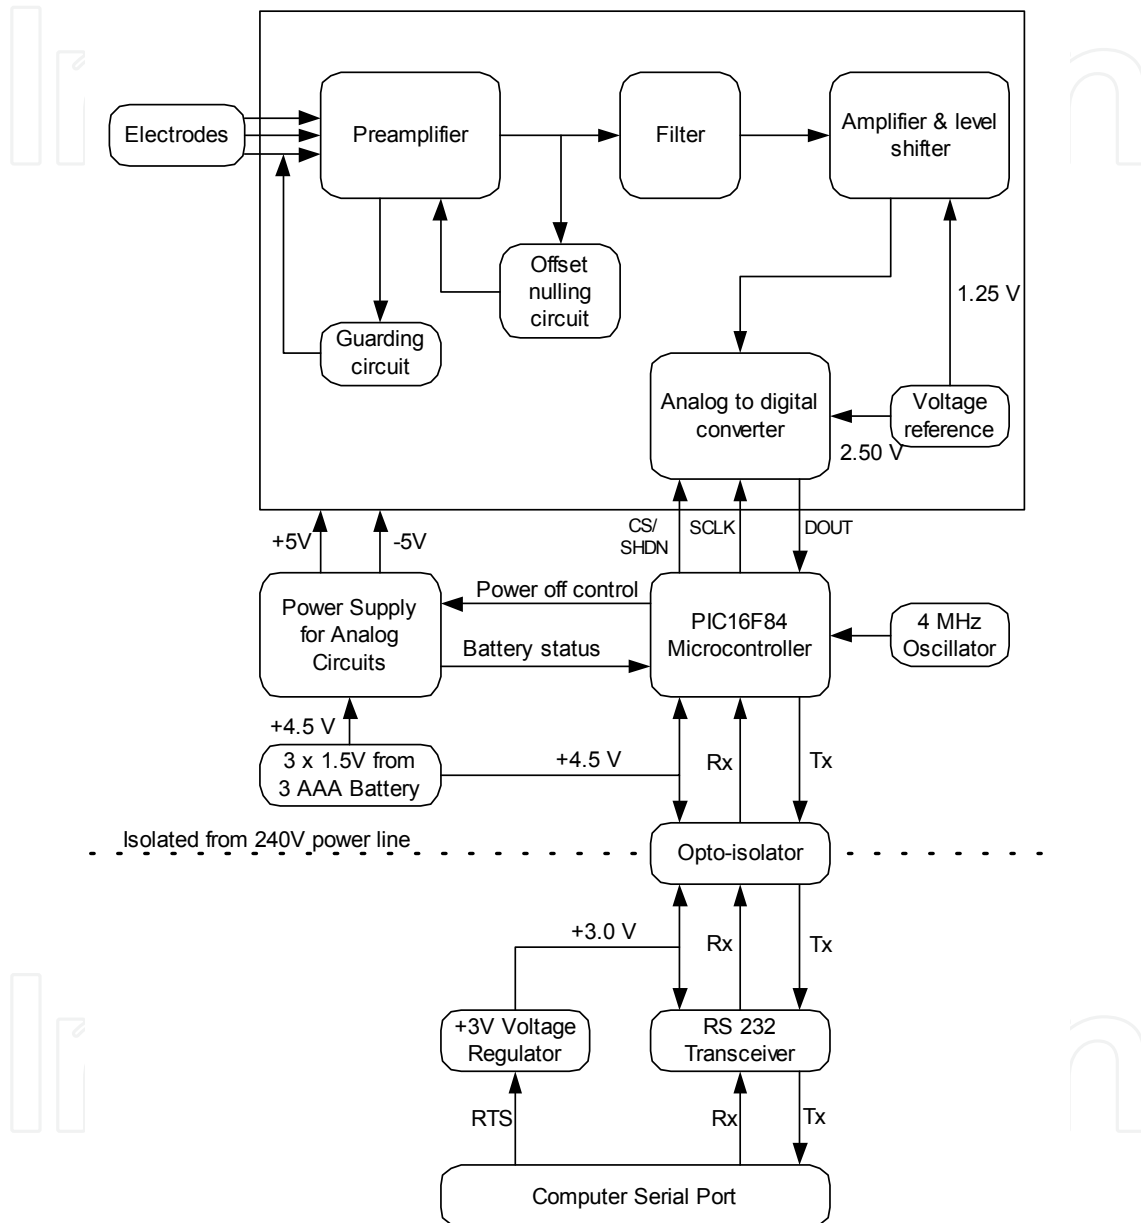 Electrodes
Preamplifier
Filter
Amplifier & level
shifter
Offset
nulling
circuit
Guarding
circuit
1.25 V
Analog to digital
converter
Voltage
reference
2.50 V
+5V
-5V
CS/
SHDN
SCLK
DOUT
Power Supply
for Analog
Circuits
Power off control
Battery status
PIC16F84
Microcontroller
4 MHz
Oscillator
+4.5 V
3 x 1.5V from
3 AAA Battery
+4.5 V
Rx
Tx
Isolated from 240V power line
Opto-isolator
+3.0 V
Rx
Tx
+3V Voltage
Regulator
RS 232
Transceiver
RTS
Rx
Tx
Computer Serial Port